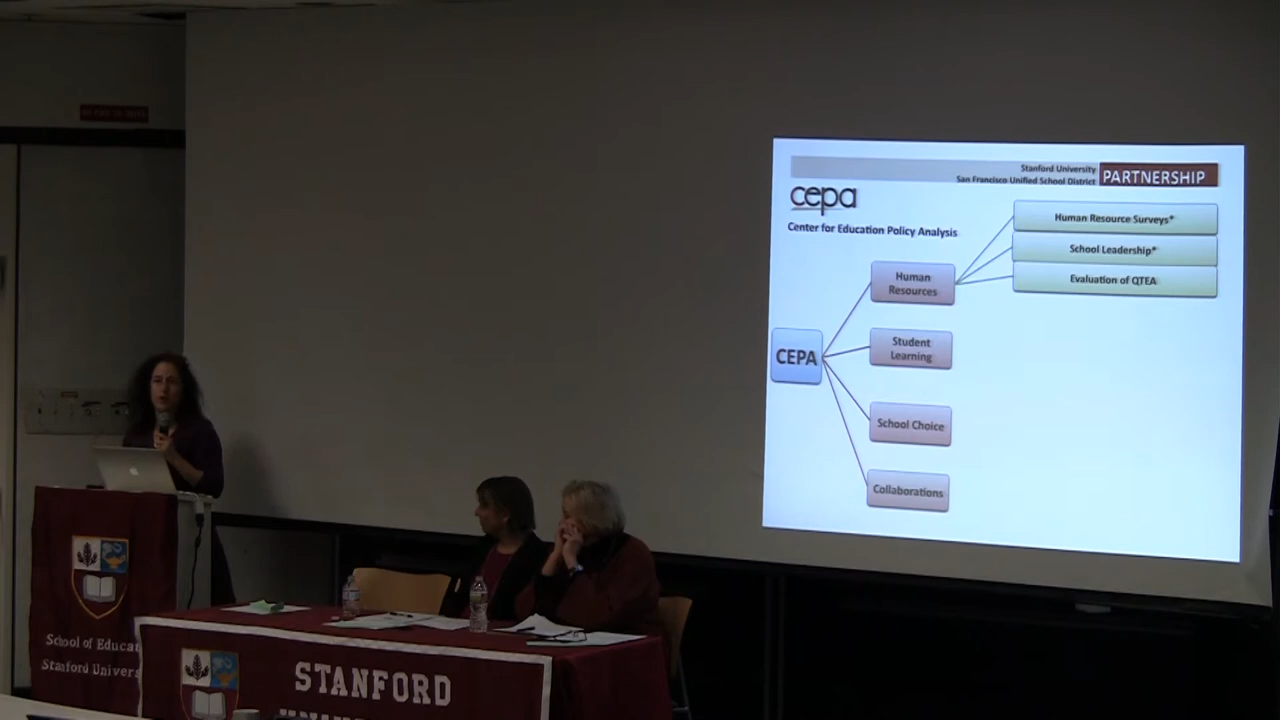 Stanford University
San Francisco Unified School District
PARTNERSHIP
cepa
Center for Education Policy Analysis
Human Resource Surveys*
School Leadership*
Evaluation of QTEA
Human
Resources
CEPA
Student
Learning
School Choice
Collaborations
School of Educat
Stanford Univers
STANFORD